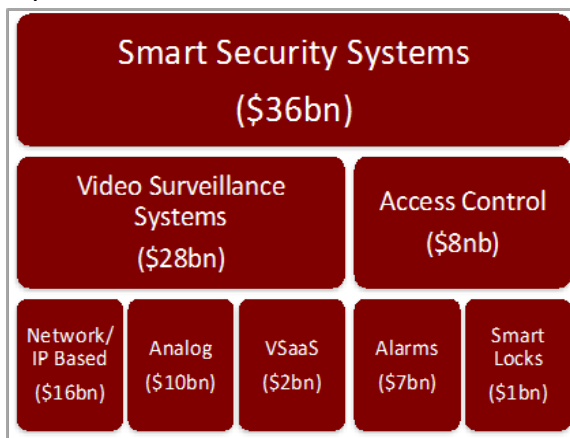 Smart Security Systems
($36bn)
Video Surveillance
Systems
($28bn)
Access Control
($8nb)
Network/
IP Based
($16bn)
Analog
($10bn)
VSaaS
($2bn)
Alarms
($7bn)
Smart
Locks
($1bn)